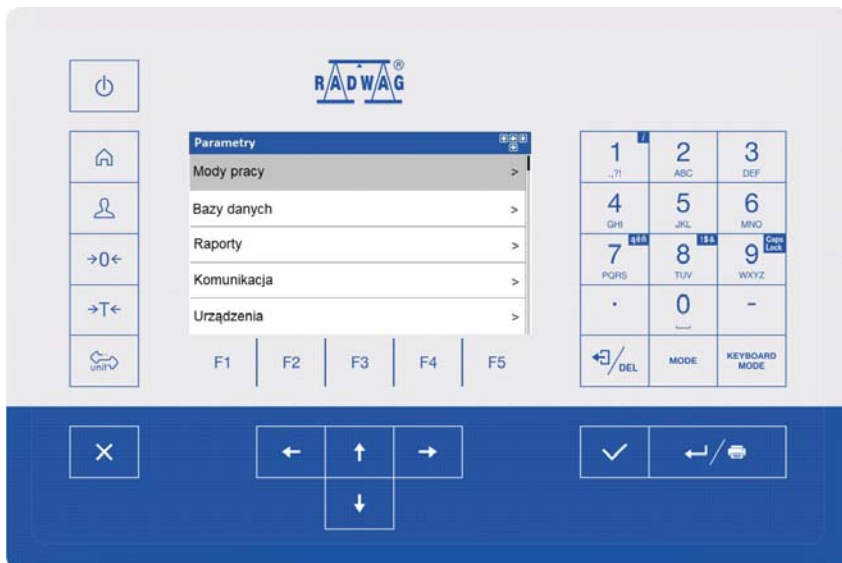 RADWAG®
Parametry
Mody pracy >
Bazy danych >
Raporty >
Komunikacja >
Urządzenia >
F1 F2 F3 F4 F5
unit
→0←
→T←
1 i
.,?!
2
ABC
3
DEF
4
GHI
5
JKL
6
MNO
7 ąéñ
PQRS
8 !$&
TUV
9 Caps Lock
WXYZ
.
0
-
/DEL
MODE
KEYBOARD
MODE